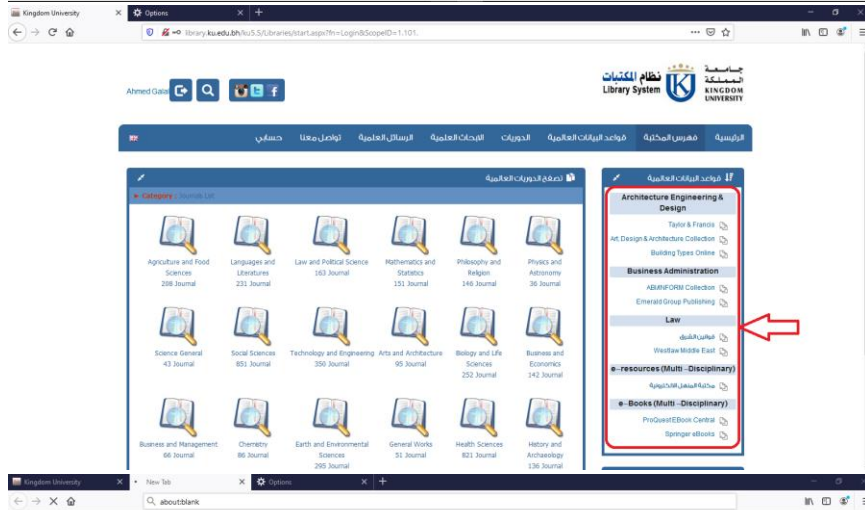 Kingdom University
Options
library.ku.edu.bh/ku5.5/Libraries/start.aspx?fn=Login&ScopeID=1.101.
Ahmed Galal
نظام المكتبات
Library System
جامعة المملكة
KINGDOM UNIVERSITY
الرئيسية
فهرس المكتبة
قواعد البيانات العالمية
الدوريات
الابحاث العلمية
الرسائل العلمية
تواصل معنا
حسابي
تصفح الدوريات العالمية
Category : Journals List
Agriculture and Food Sciences
208 Journal
Languages and Literatures
231 Journal
Law and Political Science
163 Journal
Mathematics and Statistics
151 Journal
Philosophy and Religion
146 Journal
Physics and Astronomy
36 Journal
Science General
43 Journal
Social Sciences
851 Journal
Technology and Engineering
350 Journal
Arts and Architecture
95 Journal
Biology and Life Sciences
252 Journal
Business and Economics
142 Journal
Business and Management
66 Journal
Chemistry
86 Journal
Earth and Environmental Sciences
295 Journal
General Works
51 Journal
Health Sciences
821 Journal
History and Archaeology
136 Journal
قواعد البيانات العالمية
Architecture Engineering & Design
Taylor & Francis
Art, Design & Architecture Collection
Building Types Online
Business Administration
ABI/INFORM Collection
Emerald Group Publishing
Law
قوانين الشرق
Westlaw Middle East
e-resources (Multi-Disciplinary)
مكتبة المنهل الالكترونية
e-Books (Multi-Disciplinary)
ProQuest EBook Central
Springer eBooks
Kingdom University
New Tab
Options
about:blank